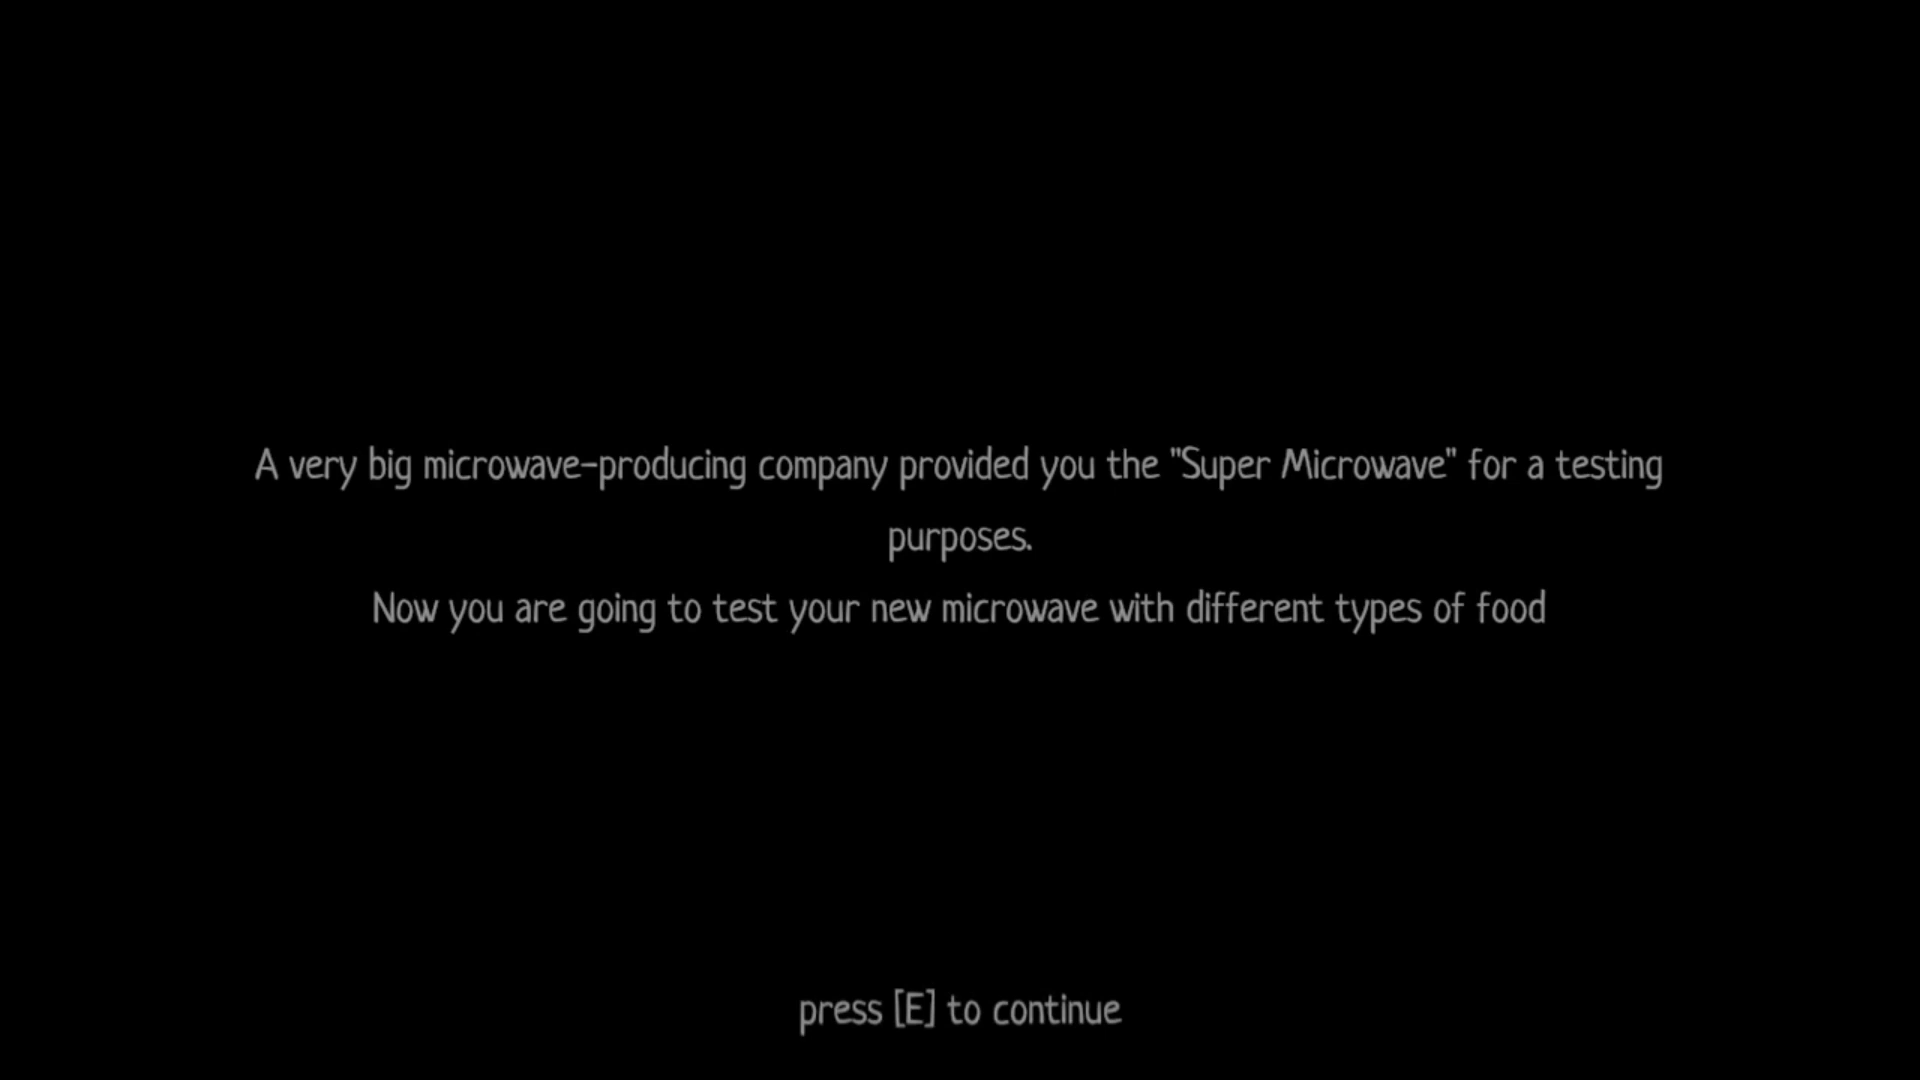 A very big microwave-producing company provided you the "Super Microwave" for a testing
purposes.
Now you are going to test your new microwave with different types of food
press [E] to continue